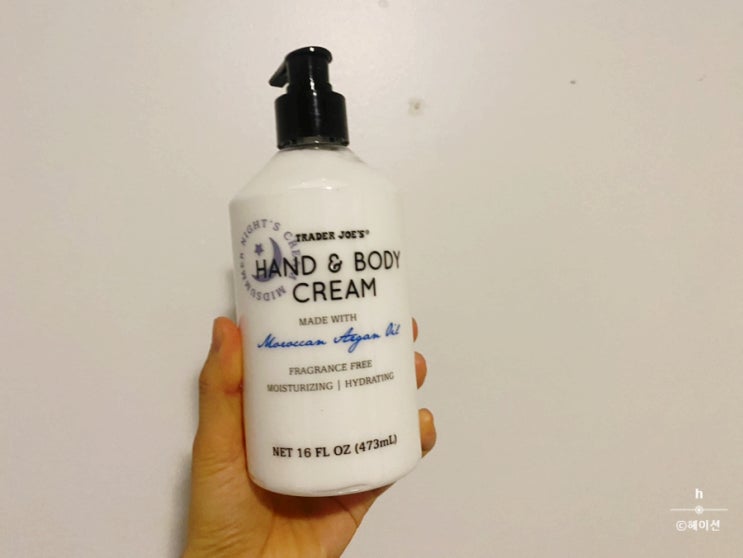 MIDSUMMER NIGHT'S CREAM
TRADER JOE'S®
HAND & BODY
CREAM
MADE WITH
Moroccan Argan Oil
FRAGRANCE FREE
MOISTURIZING | HYDRATING
NET 16 FL OZ (473mL)
h
©헤이션